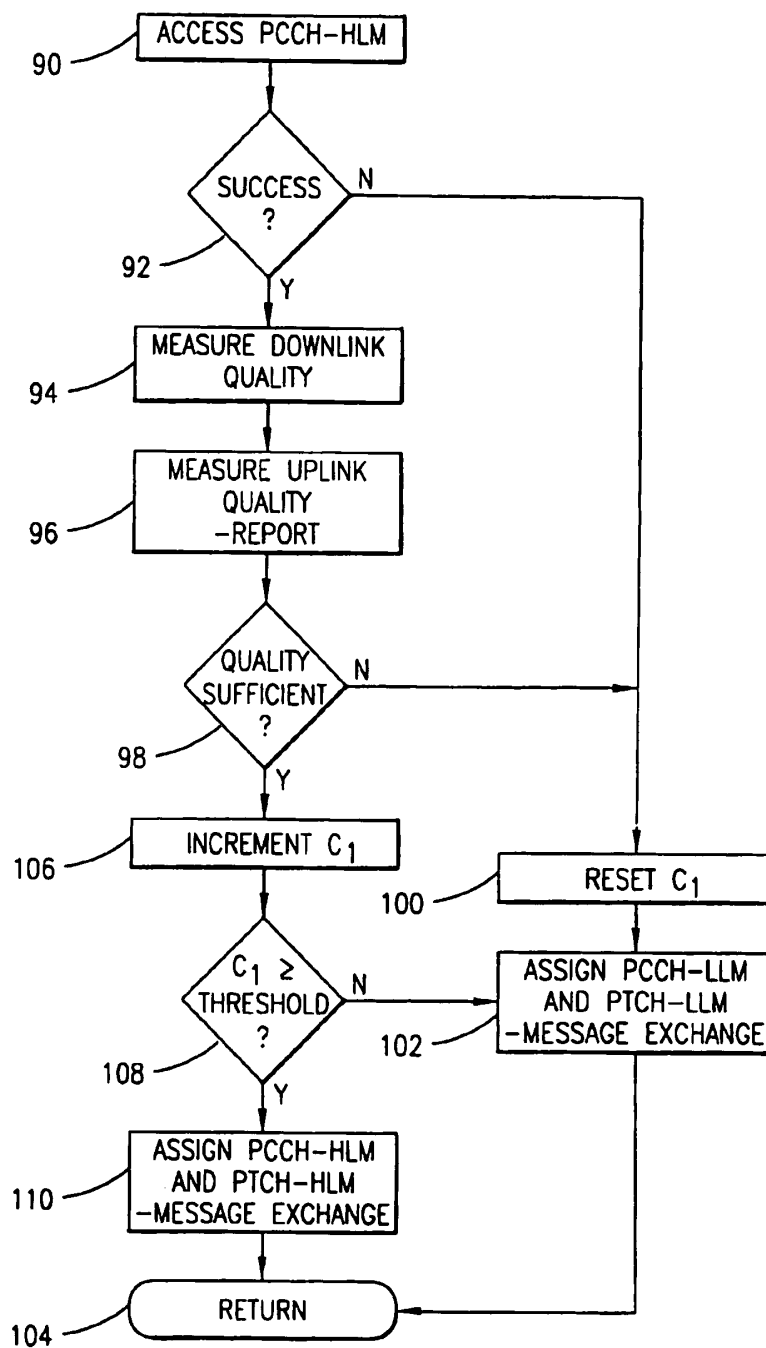 ACCESS PCCH-HLM
90
SUCCESS
?
N
92
Y
MEASURE DOWNLINK
QUALITY
94
MEASURE UPLINK
QUALITY
-REPORT
96
QUALITY
SUFFICIENT
?
N
98
Y
INCREMENT C1
106
RESET C1
100
C1 ≥
THRESHOLD
?
N
108
Y
ASSIGN PCCH-LLM
AND PTCH-LLM
-MESSAGE EXCHANGE
102
ASSIGN PCCH-HLM
AND PTCH-HLM
-MESSAGE EXCHANGE
110
RETURN
104